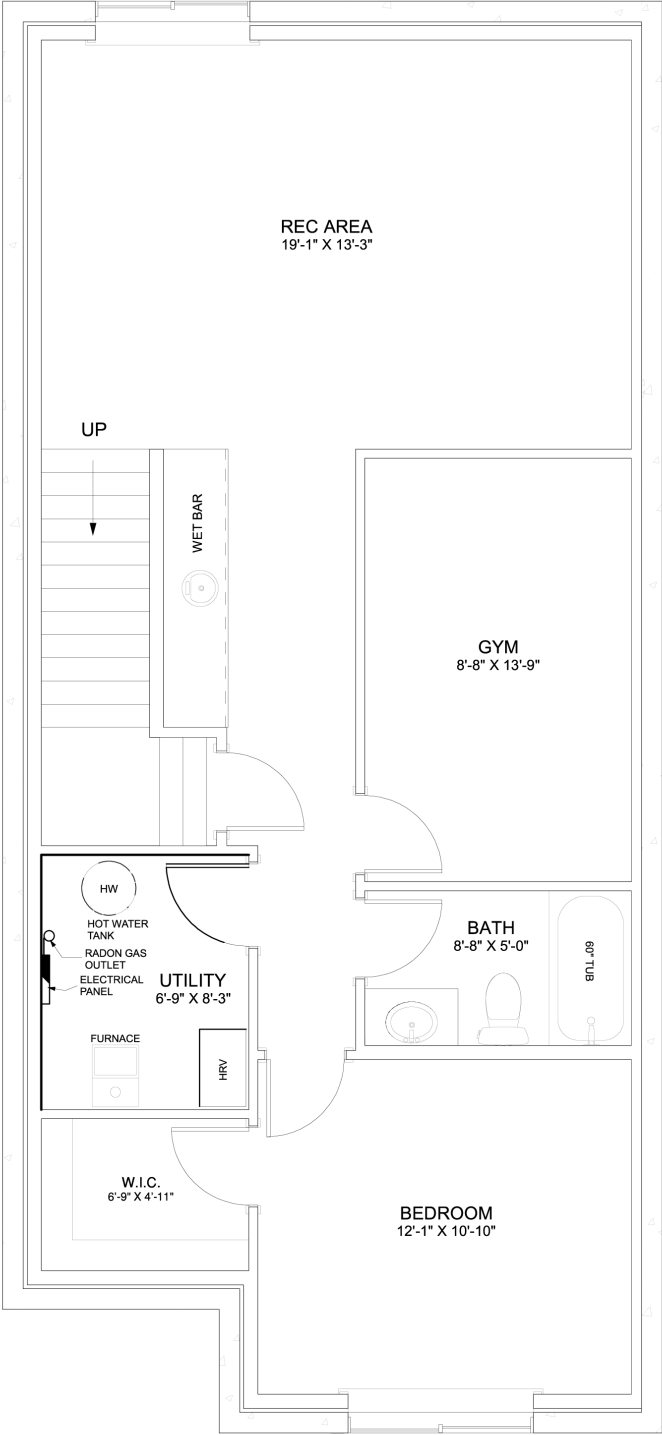 REC AREA
19'-1" X 13'-3"
UP
WET BAR
GYM
8'-8" X 13'-9"
HW
HOT WATER
TANK
RADON GAS
OUTLET
ELECTRICAL
PANEL
UTILITY
6'-9" X 8'-3"
FURNACE
HRV
BATH
8'-8" X 5'-0"
60" TUB
W.I.C.
6'-9" X 4'-11"
BEDROOM
12'-1" X 10'-10"